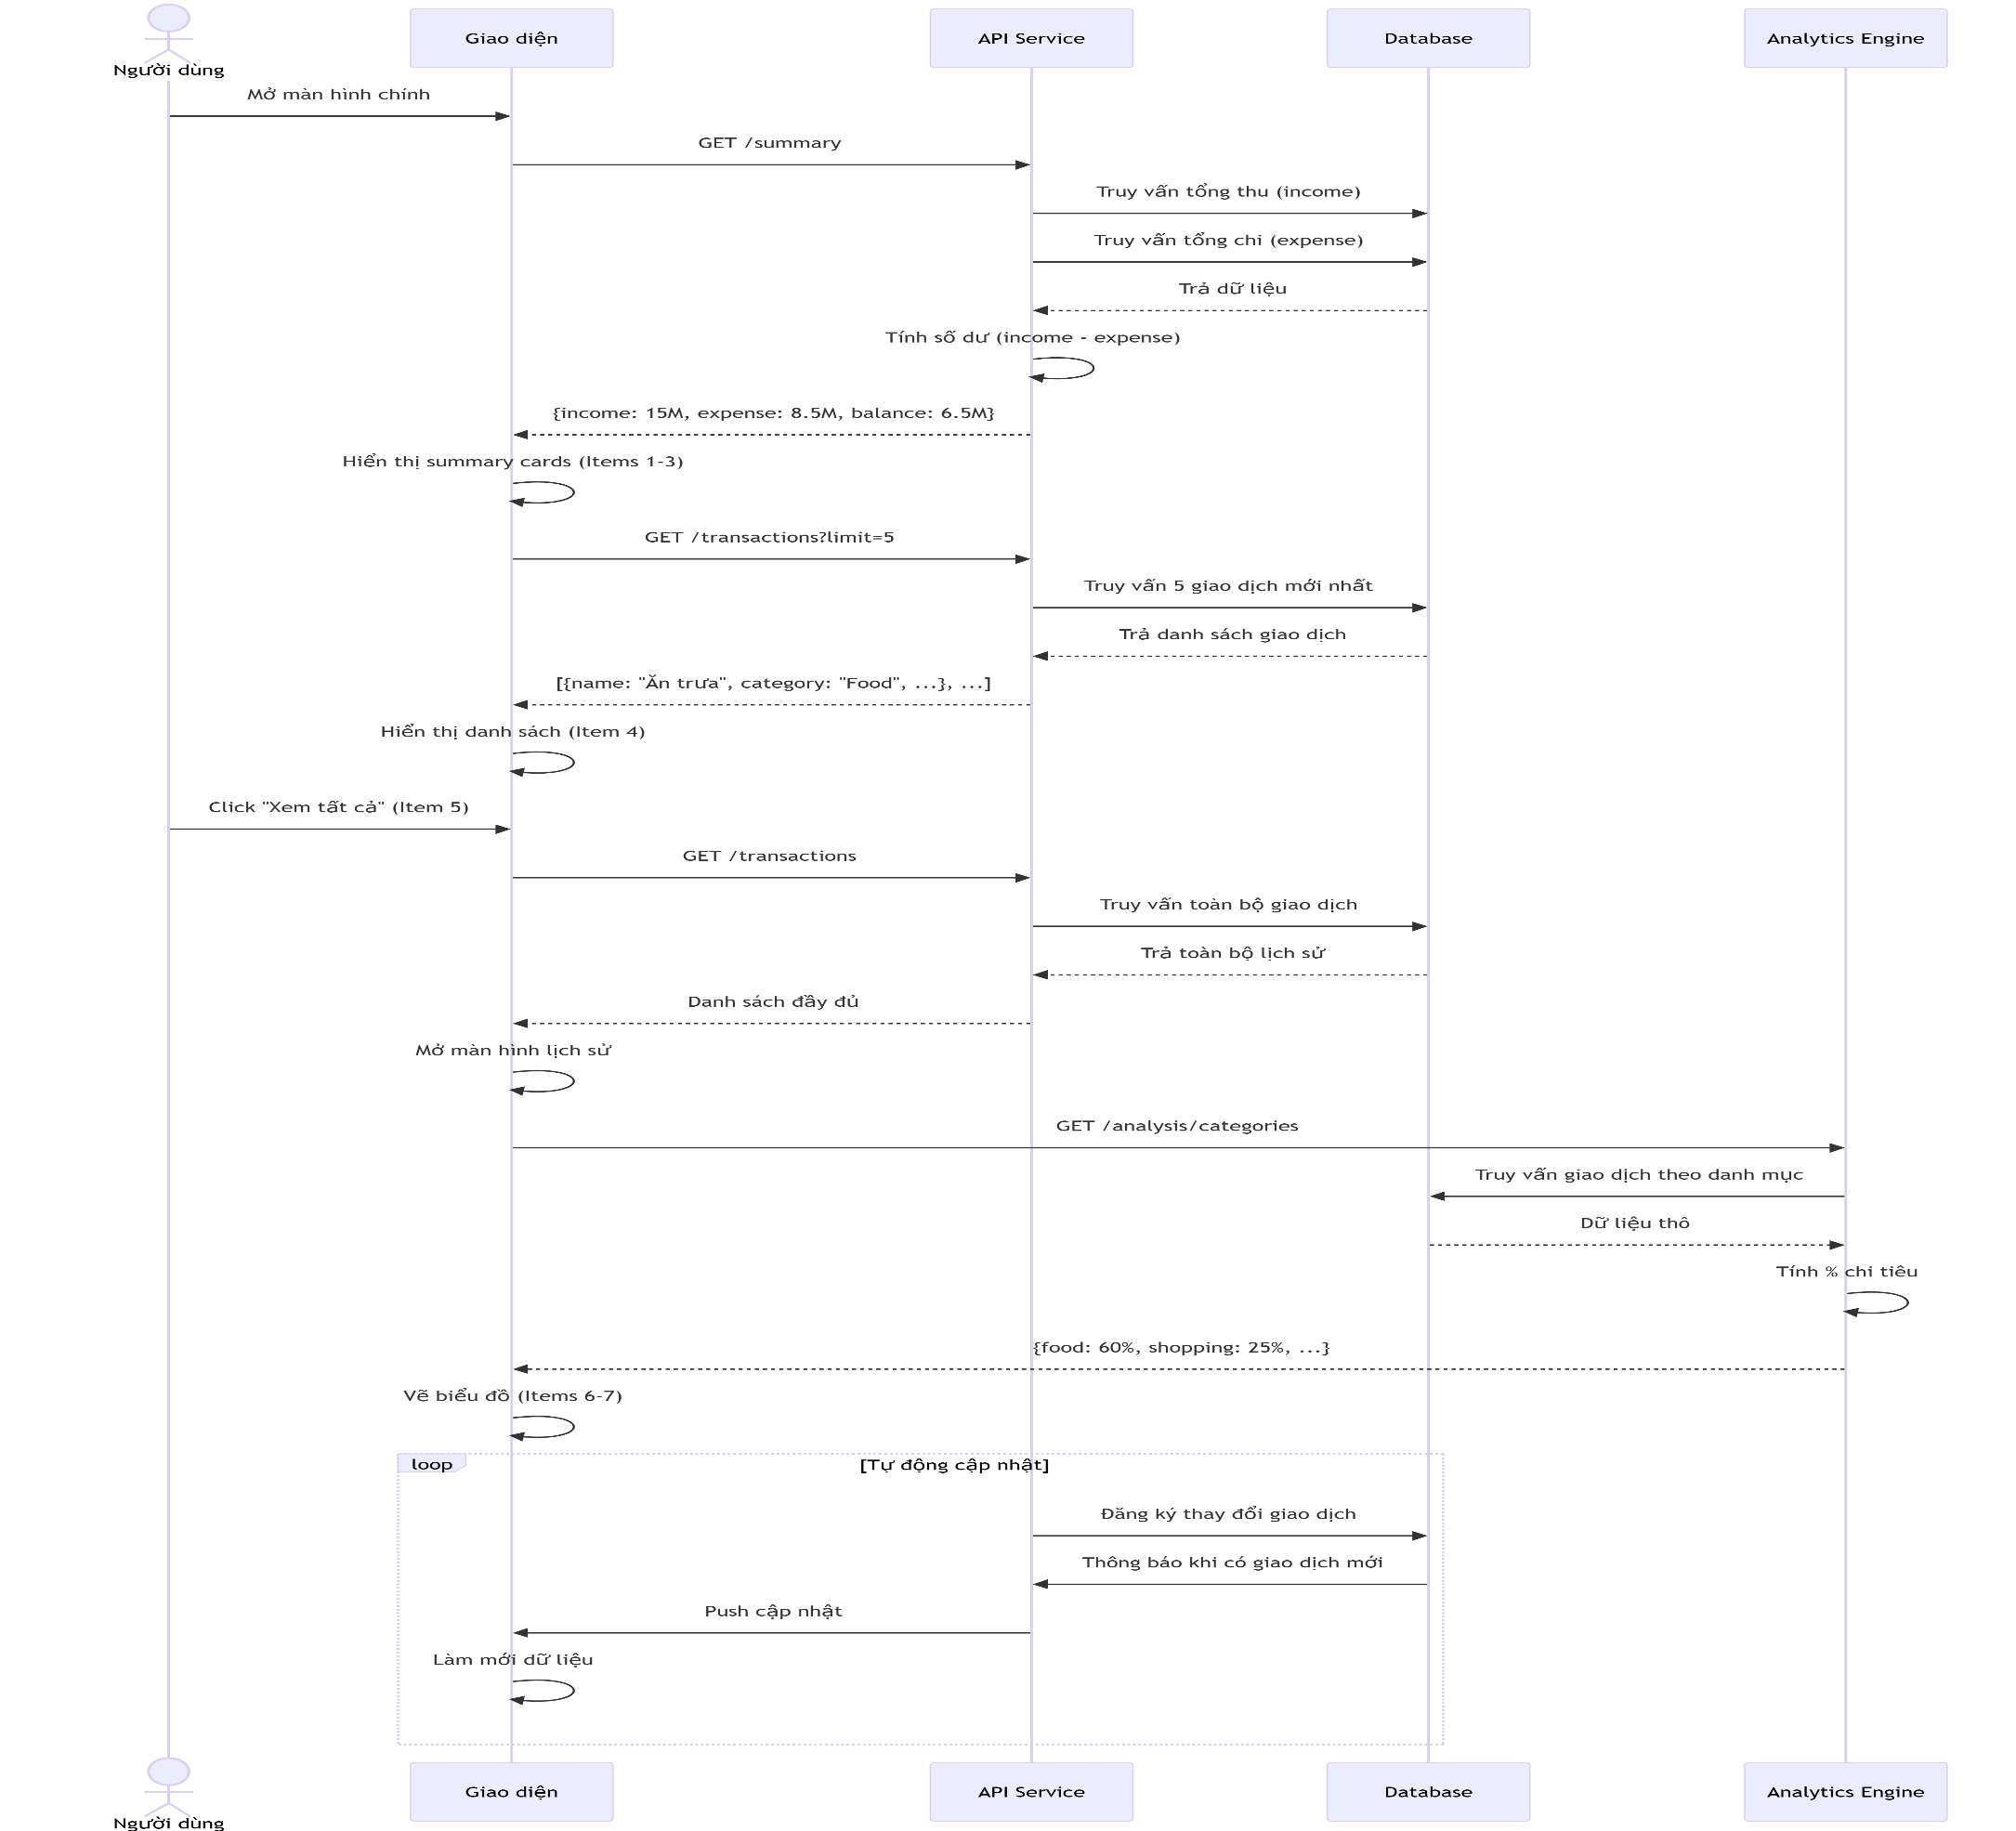 Người dùng
Giao diện
API Service
Database
Analytics Engine
Mở màn hình chính
GET /summary
Truy vấn tổng thu (income)
Truy vấn tổng chi (expense)
Trả dữ liệu
Tính số dư (income - expense)
{income: 15M, expense: 8.5M, balance: 6.5M}
Hiển thị summary cards (Items 1-3)
GET /transactions?limit=5
Truy vấn 5 giao dịch mới nhất
Trả danh sách giao dịch
[{name: "Ăn trưa", category: "Food", ...}, ...]
Hiển thị danh sách (Item 4)
Click "Xem tất cả" (Item 5)
GET /transactions
Truy vấn toàn bộ giao dịch
Trả toàn bộ lịch sử
Danh sách đầy đủ
Mở màn hình lịch sử
GET /analysis/categories
Truy vấn giao dịch theo danh mục
Dữ liệu thô
Tính % chi tiêu
{food: 60%, shopping: 25%, ...}
Vẽ biểu đồ (Items 6-7)
loop
[Tự động cập nhật]
Đăng ký thay đổi giao dịch
Thông báo khi có giao dịch mới
Push cập nhật
Làm mới dữ liệu
Người dùng
Giao diện
API Service
Database
Analytics Engine